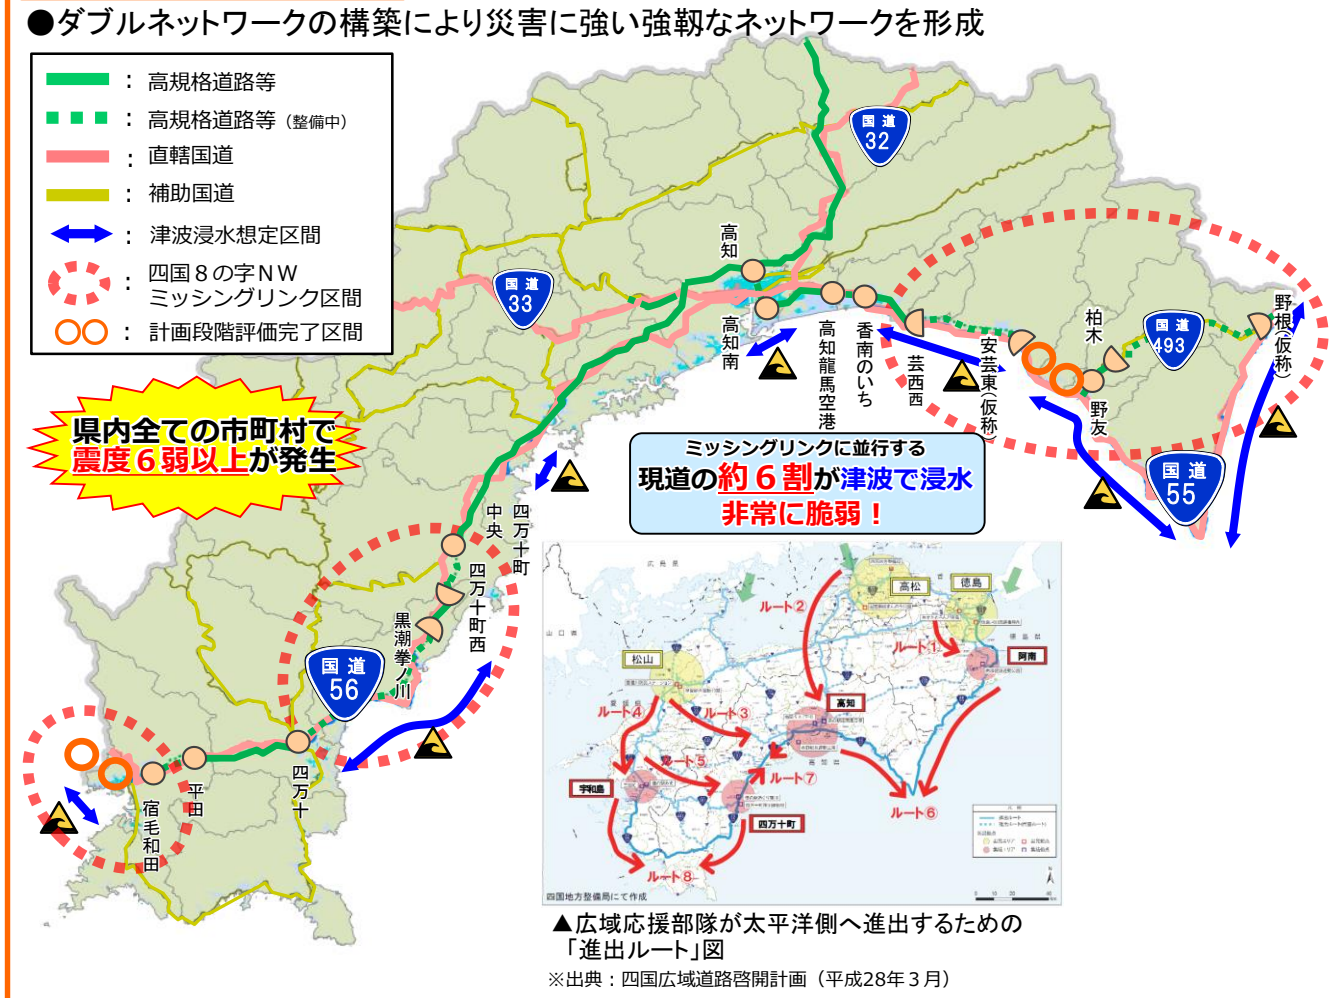 ●ダブルネットワークの構築により災害に強い強靱なネットワークを形成
：高規格道路等
：高規格道路等（整備中）
：直轄国道
：補助国道
：津波浸水想定区間
：四国８の字ＮＷ
ミッシングリンク区間
：計画段階評価完了区間
国道
32
国道
33
高知
高知南
高知龍馬空港
香南のいち
芸西西
安芸東(仮称)
柏木
野友
国道
493
野根(仮称)
国道
55
県内全ての市町村で
震度６弱以上が発生
ミッシングリンクに並行する
現道の約６割が津波で浸水
非常に脆弱！
四万十町
中央
四万十町西
黒潮拳ノ川
国道
56
四万十
平田
宿毛和田
広島県
山口県
愛媛県
高知県
徳島県
高松
徳島
松山
阿南
高知
宇和島
四万十町
ルート①
ルート②
ルート③
ルート④
ルート⑤
ルート⑥
ルート⑦
ルート⑧
四国地方整備局にて作成
▲広域応援部隊が太平洋側へ進出するための
「進出ルート」図
※出典：四国広域道路啓開計画（平成28年３月）